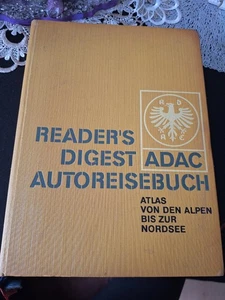 A D
A C
READER'S
DIGEST ADAC
AUTOREISEBUCH
ATLAS
VON DEN ALPEN
BIS ZUR
NORDSEE